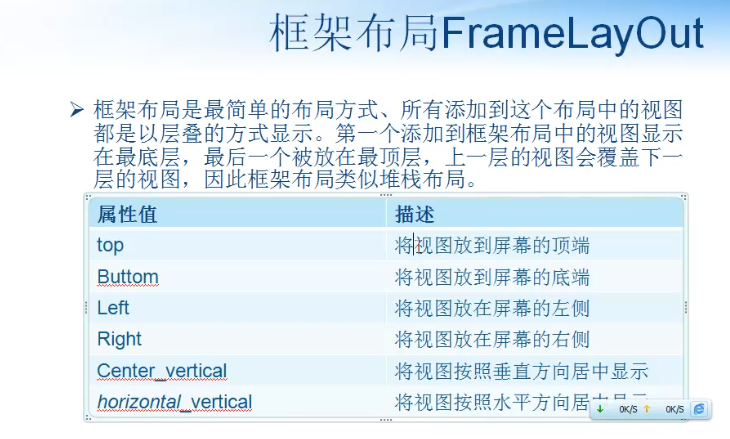 框架布局FrameLayOut
框架布局是最简单的布局方式、所有添加到这个布局中的视图
都是以层叠的方式显示。第一个添加到框架布局中的视图显示
在最底层，最后一个被放在最顶层，上一层的视图会覆盖下一
层的视图，因此框架布局类似堆栈布局。
属性值 描述
top 将视图放到屏幕的顶端
Buttom 将视图放到屏幕的底端
Left 将视图放在屏幕的左侧
Right 将视图放在屏幕的右侧
Center_vertical 将视图按照垂直方向居中显示
horizontal_vertical 将视图按照水平方向居中显示
0K/S 0K/S